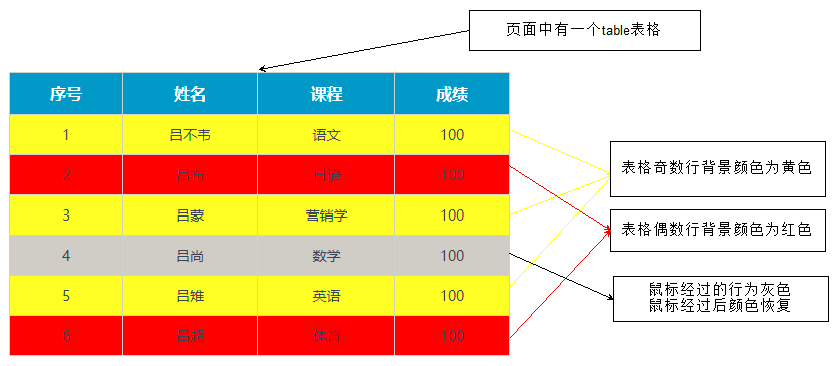 页面中有一个table表格
序号 姓名 课程 成绩
1 吕不韦 语文 100
2 吕布 日语 100
3 吕蒙 营销学 100
4 吕尚 数学 100
5 吕雉 英语 100
6 吕超 体育 100
表格奇数行背景颜色为黄色
表格偶数行背景颜色为红色
鼠标经过的行为灰色
鼠标经过后颜色恢复